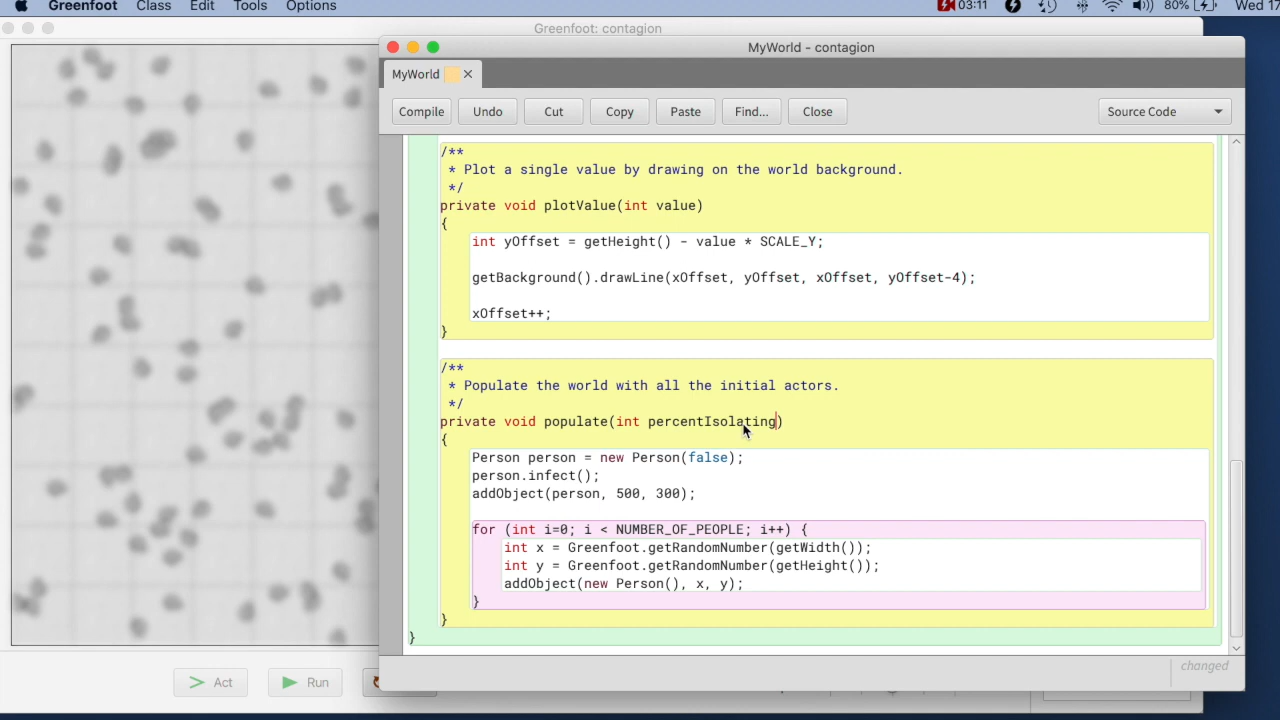 Greenfoot Class Edit Tools Options 03:11 80% Wed 17
Greenfoot: contagion
MyWorld - contagion
MyWorld
Compile Undo Cut Copy Paste Find... Close Source Code
/**
* Plot a single value by drawing on the world background.
*/
private void plotValue(int value)
{
int yOffset = getHeight() - value * SCALE_Y;
getBackground().drawLine(xOffset, yOffset, xOffset, yOffset-4);
xOffset++;
}
/**
* Populate the world with all the initial actors.
*/
private void populate(int percentIsolating)
{
Person person = new Person(false);
person.infect();
addObject(person, 500, 300);
for (int i=0; i < NUMBER_OF_PEOPLE; i++) {
int x = Greenfoot.getRandomNumber(getWidth());
int y = Greenfoot.getRandomNumber(getHeight());
addObject(new Person(), x, y);
}
}
}
changed
Act Run